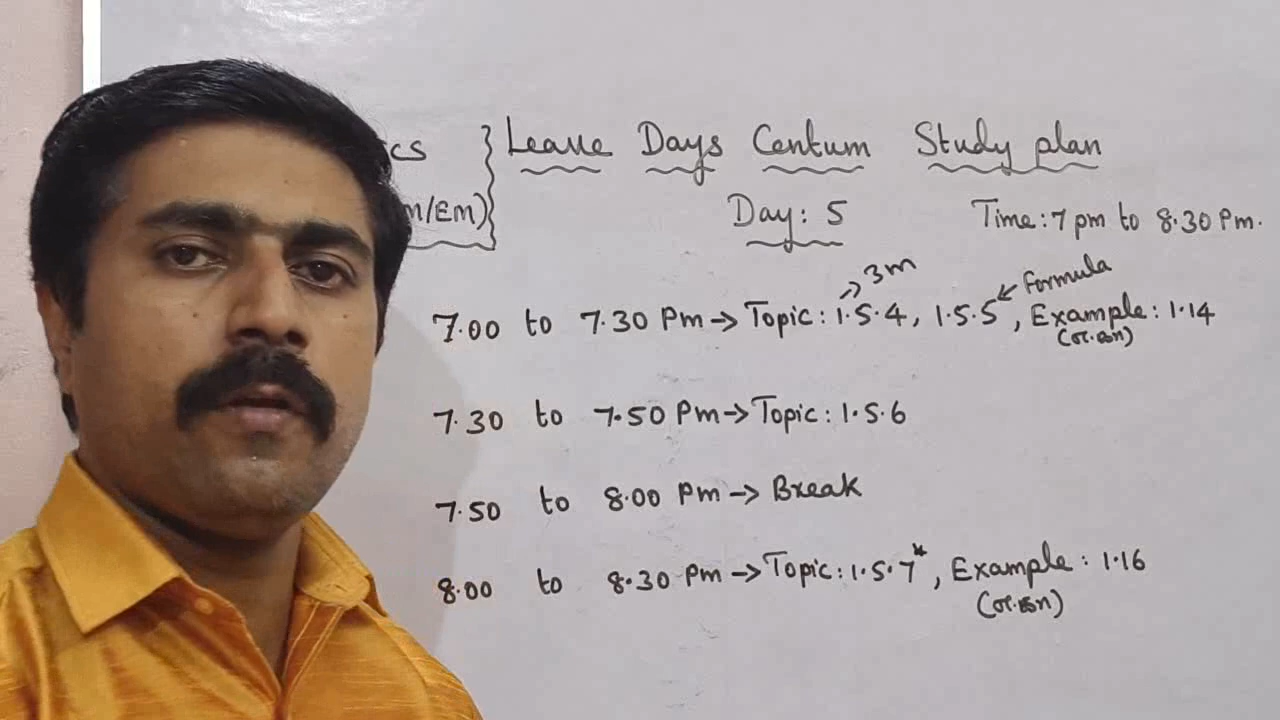 cs } Leave Days Centum Study plan
m/EM) Day: 5 Time: 7 pm to 8.30 Pm.
3m Formula
7.00 to 7.30 Pm → Topic: 1.5.4, 1.5.5, Example: 1.14
(எ.கா)
7.30 to 7.50 Pm → Topic: 1.5.6
7.50 to 8.00 Pm → Break
8.00 to 8.30 Pm → Topic: 1.5.7*, Example: 1.16
(எ.கா)